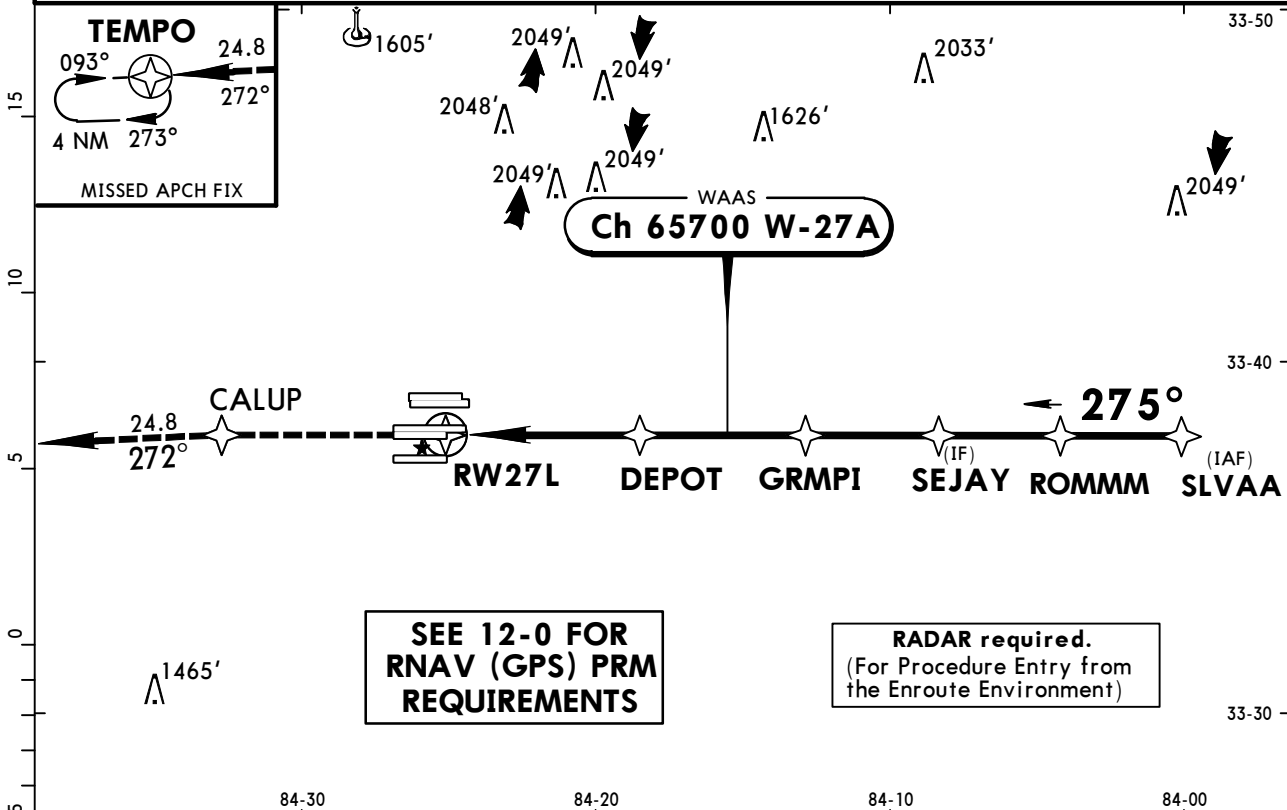 TEMPO
24.8
093°
272°
4 NM
273°
MISSED APCH FIX
1605'
2049'
2049'
2048'
2049'
2049'
1626'
2033'
2049'
33-50
15
WAAS
Ch 65700 W-27A
10
33-40
CALUP
24.8
272°
275°
5
RW27L
DEPOT
GRMPI
(IF)
SEJAY
ROMMM
(IAF)
SLVAA
0
1465'
SEE 12-0 FOR
RNAV (GPS) PRM
REQUIREMENTS
RADAR required.
(For Procedure Entry from
the Enroute Environment)
33-30
5
84-30
84-20
84-10
84-00